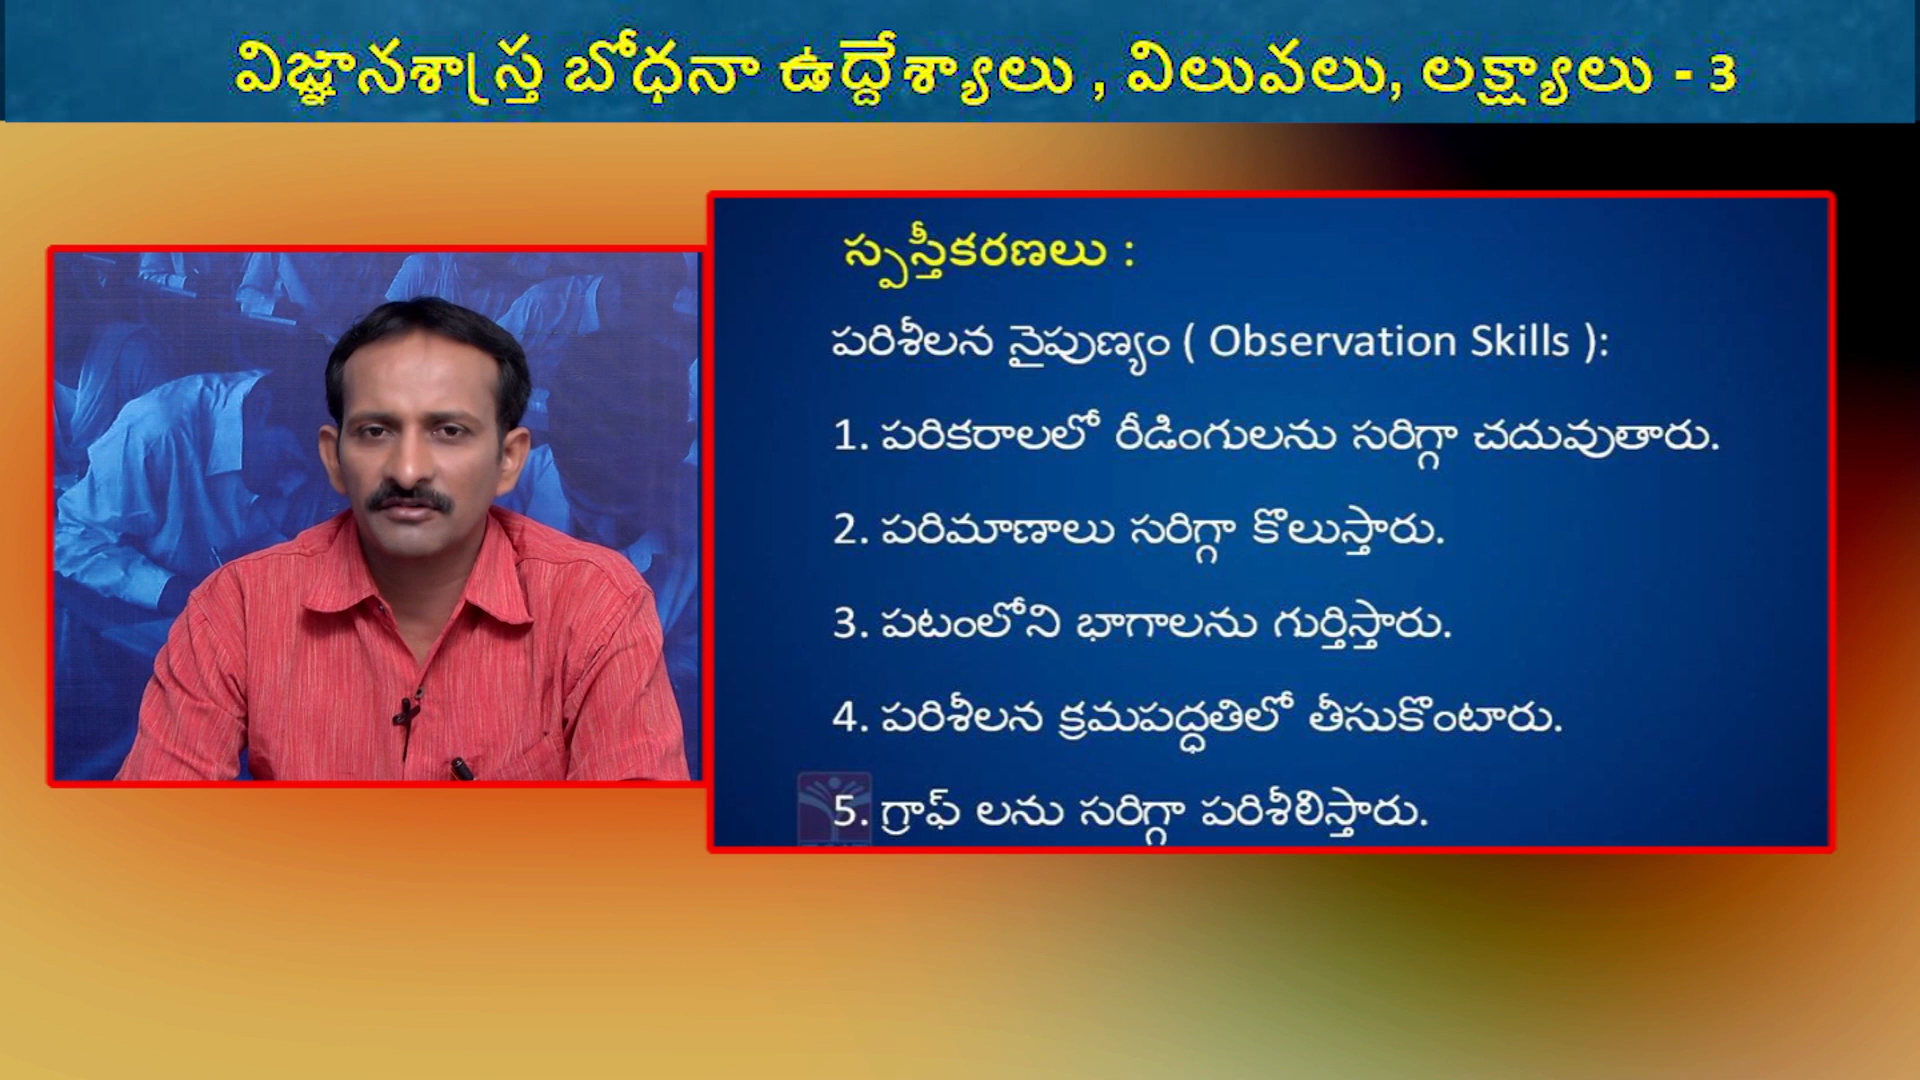 విజ్ఞానశాస్త్ర బోధనా ఉద్దేశ్యాలు , విలువలు, లక్ష్యాలు - 3
స్పస్తీకరణలు :
పరిశీలన నైపుణ్యం ( Observation Skills ):
1. పరికరాలలో రీడింగులను సరిగ్గా చదువుతారు.
2. పరిమాణాలు సరిగ్గా కొలుస్తారు.
3. పటంలోని భాగాలను గుర్తిస్తారు.
4. పరిశీలన క్రమపద్ధతిలో తీసుకొంటారు.
5. గ్రాఫ్ లను సరిగ్గా పరిశీలిస్తారు.